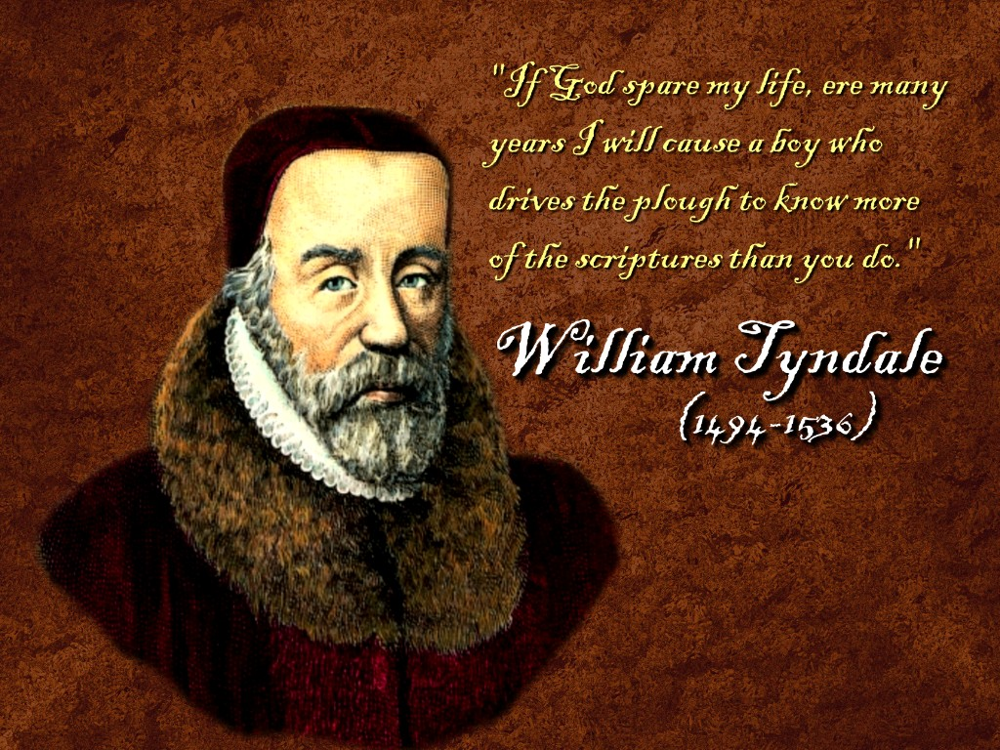 "If God spare my life, ere many
years I will cause a boy who
drives the plough to know more
of the scriptures than you do."
William Tyndale
(1494-1536)